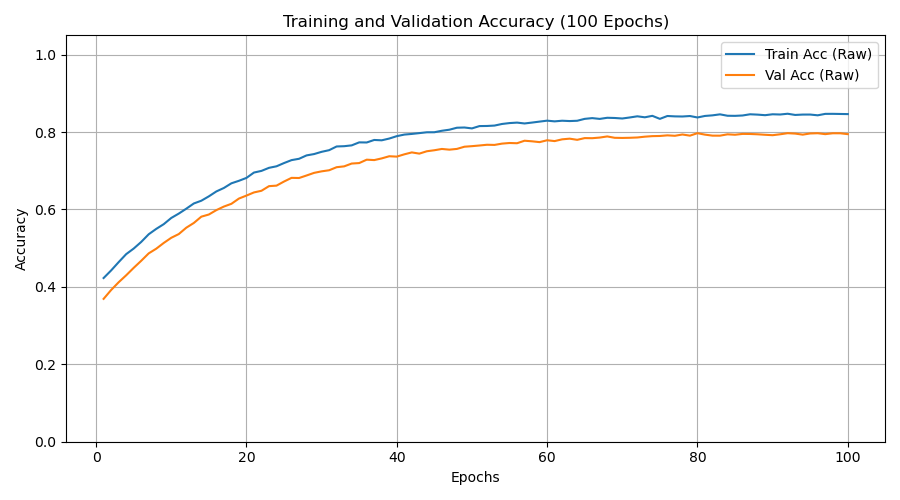 Training and Validation Accuracy (100 Epochs)
Train Acc (Raw)
Val Acc (Raw)
Accuracy
1.0
0.8
0.6
0.4
0.2
0.0
0 20 40 60 80 100
Epochs